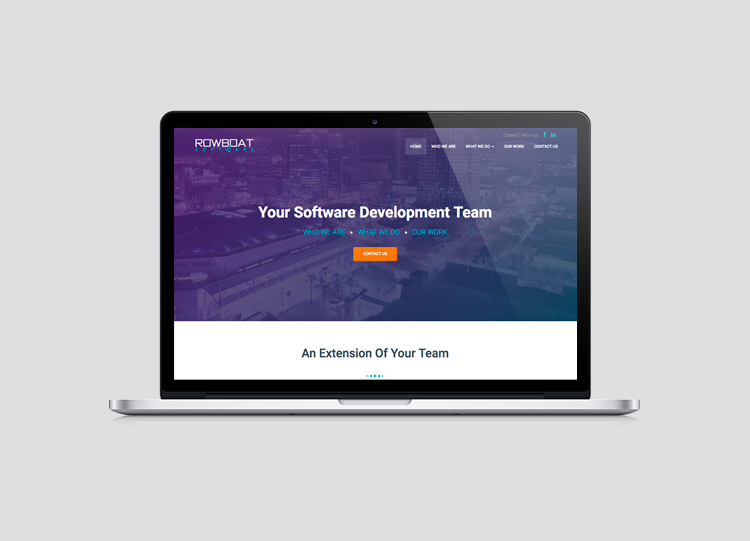 CONNECT WITH US f in
ROWBOAT
SOFTWARE
HOME WHO WE ARE WHAT WE DO OUR WORK CONTACT US
Your Software Development Team
WHO WE ARE • WHAT WE DO • OUR WORK
CONTACT US
An Extension Of Your Team